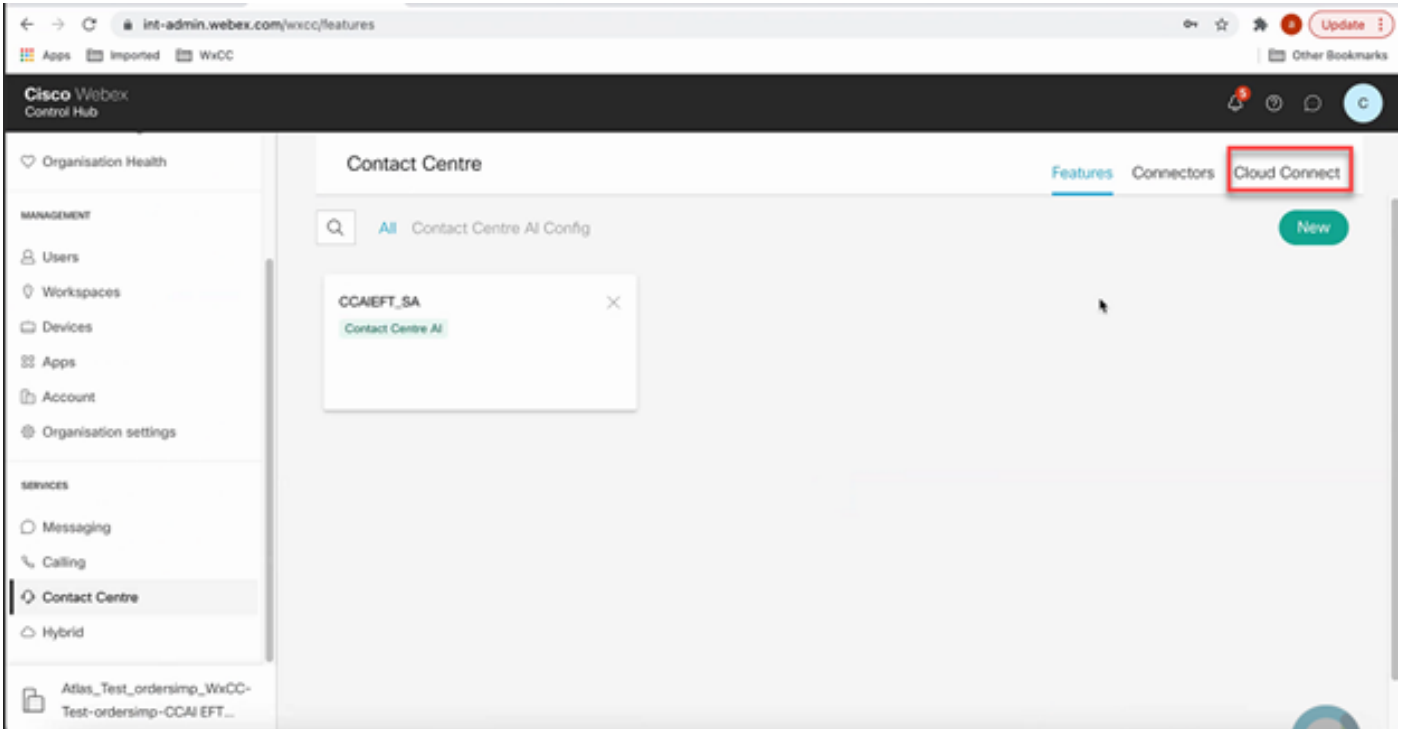 int-admin.webex.com/wxcc/features
a
Update
Apps
Imported
WxCC
Other Bookmarks
Cisco Webex
Control Hub
5
C
Organisation Health
MANAGEMENT
Users
Workspaces
Devices
Apps
Account
Organisation settings
SERVICES
Messaging
Calling
Contact Centre
Hybrid
Atlas_Test_ordersimp_WxCC-
Test-ordersimp-CCAI EFT...
Contact Centre
Features
Connectors
Cloud Connect
All
Contact Centre AI Config
New
CCAIEFT_SA
Contact Centre AI